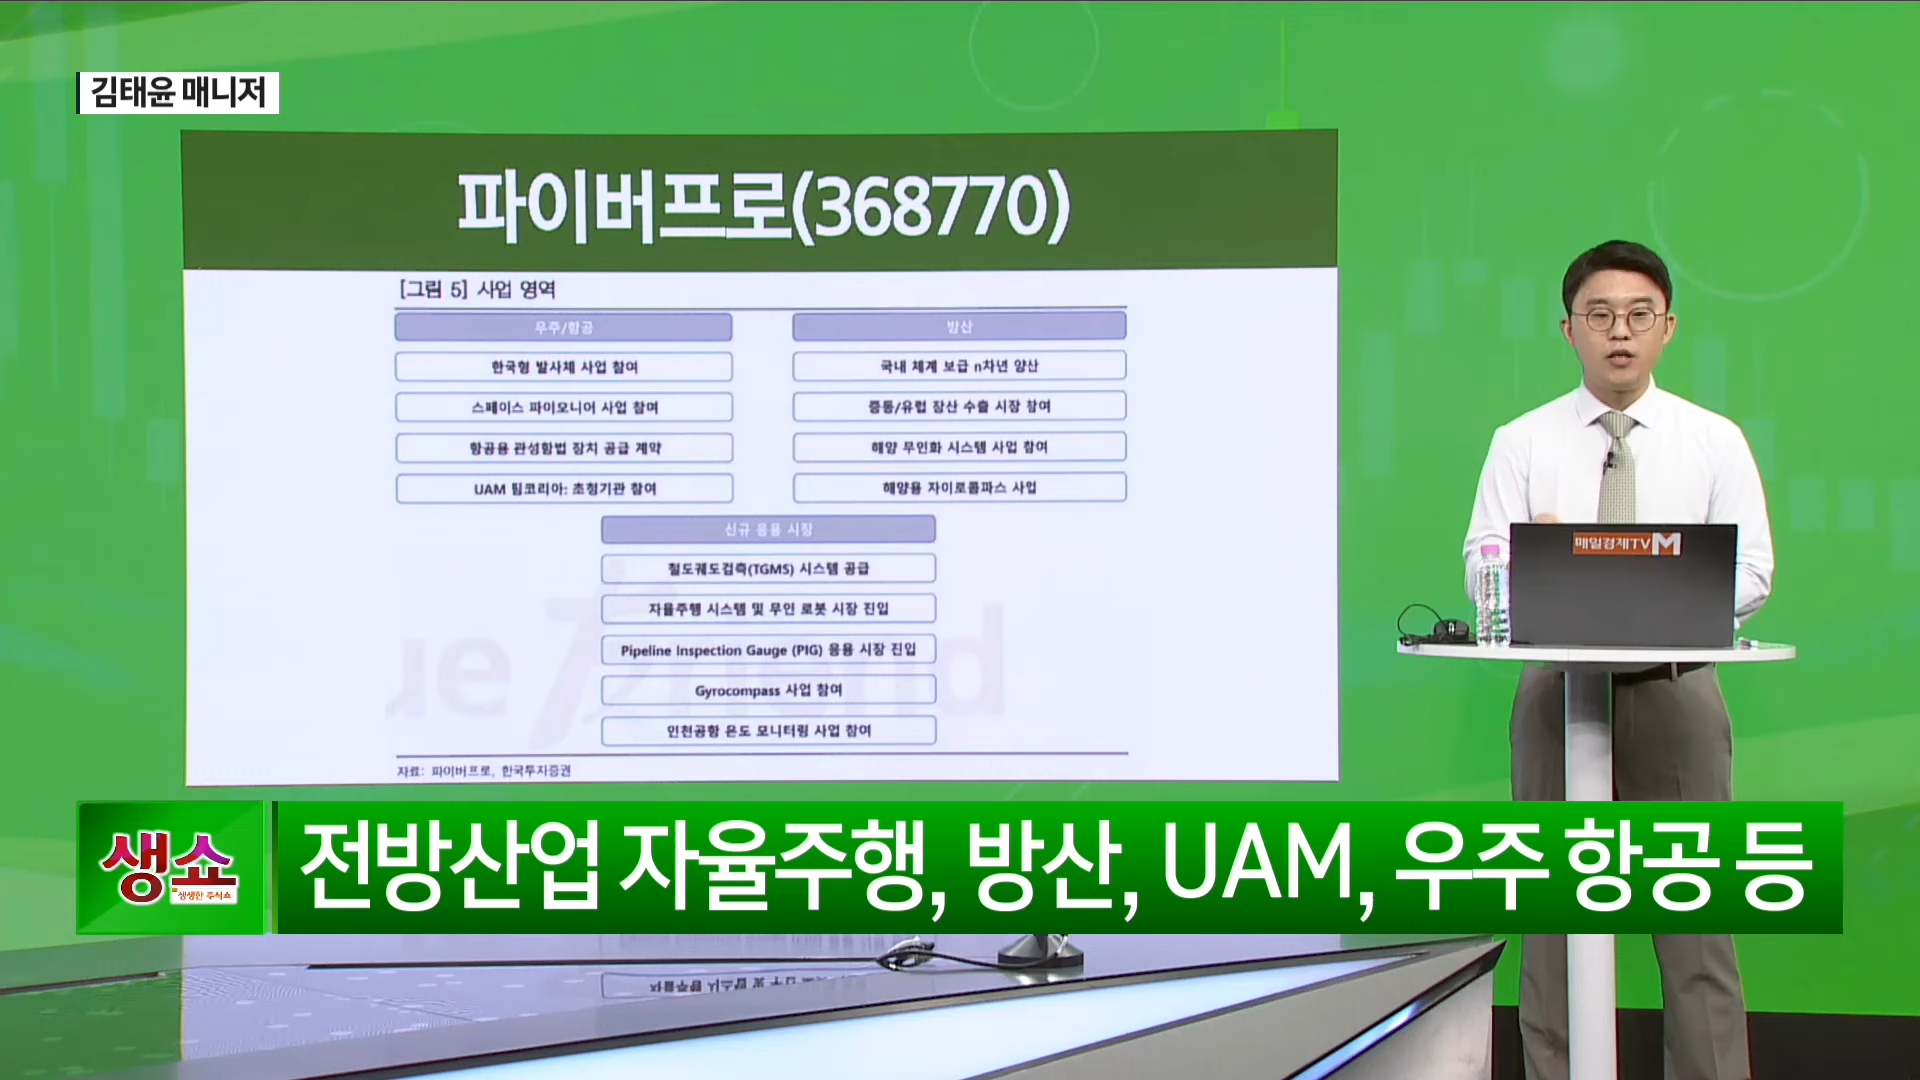 김태윤 매니저
파이버프로(368770)
[그림 5] 사업 영역
우주/항공
한국형 발사체 사업 참여
스페이스 파이오니어 사업 참여
항공용 관성항법 장치 공급 계약
UAM 팀코리아: 초청기관 참여
방산
국내 체계 보급 n차년 양산
중동/유럽 방산 수출 시장 참여
해양 무인화 시스템 사업 참여
해양용 자이로콤파스 사업
신규 응용 시장
철도궤도검측(TGMS) 시스템 공급
자율주행 시스템 및 무인 로봇 시장 진입
Pipeline Inspection Gauge (PIG) 응용 시장 진입
Gyrocompass 사업 참여
인천공항 온도 모니터링 사업 참여
자료: 파이버프로, 한국투자증권
매일경제TV M
생쇼
생생한 주식쇼
전방산업 자율주행, 방산, UAM, 우주 항공 등